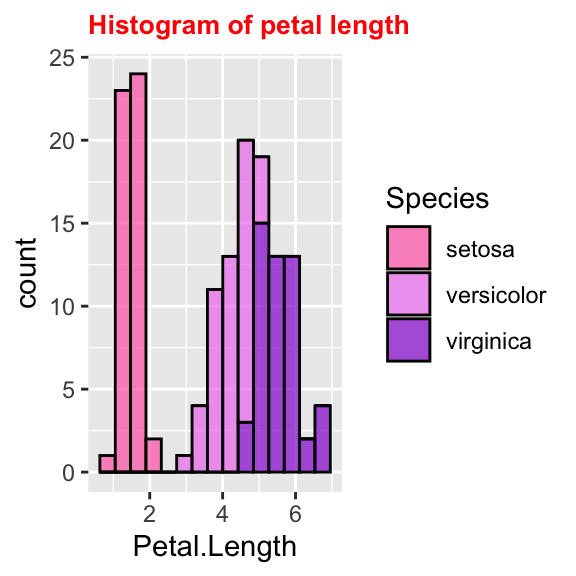 Histogram of petal length
25
20
15
10
5
0
count
2 4 6
Petal.Length
Species
setosa
versicolor
virginica